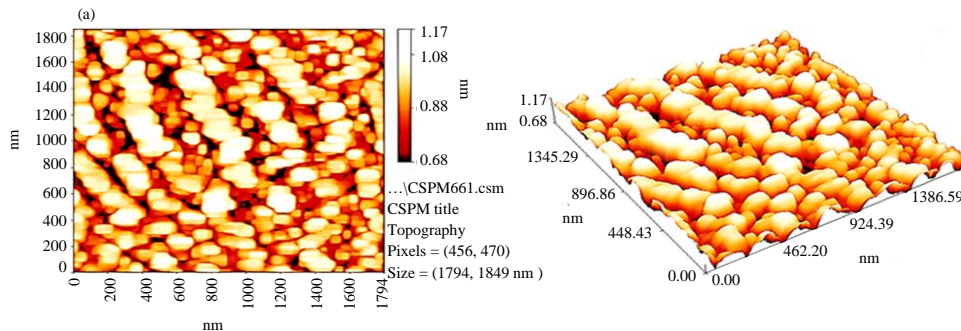 (a)
1800
1600
1400
1200
1000
800
600
400
200
0
nm
0
200
400
600
800
1000
1200
1400
1600
1794
nm
1.17
1.08
0.88
0.68
nm
…\CSPM661.csm
CSPM title
Topography
Pixels = (456, 470)
Size = (1794, 1849 nm )
1.17
0.68
nm
1345.29
896.86
nm
448.43
0.00
0.00
462.20
924.39
1386.59
nm